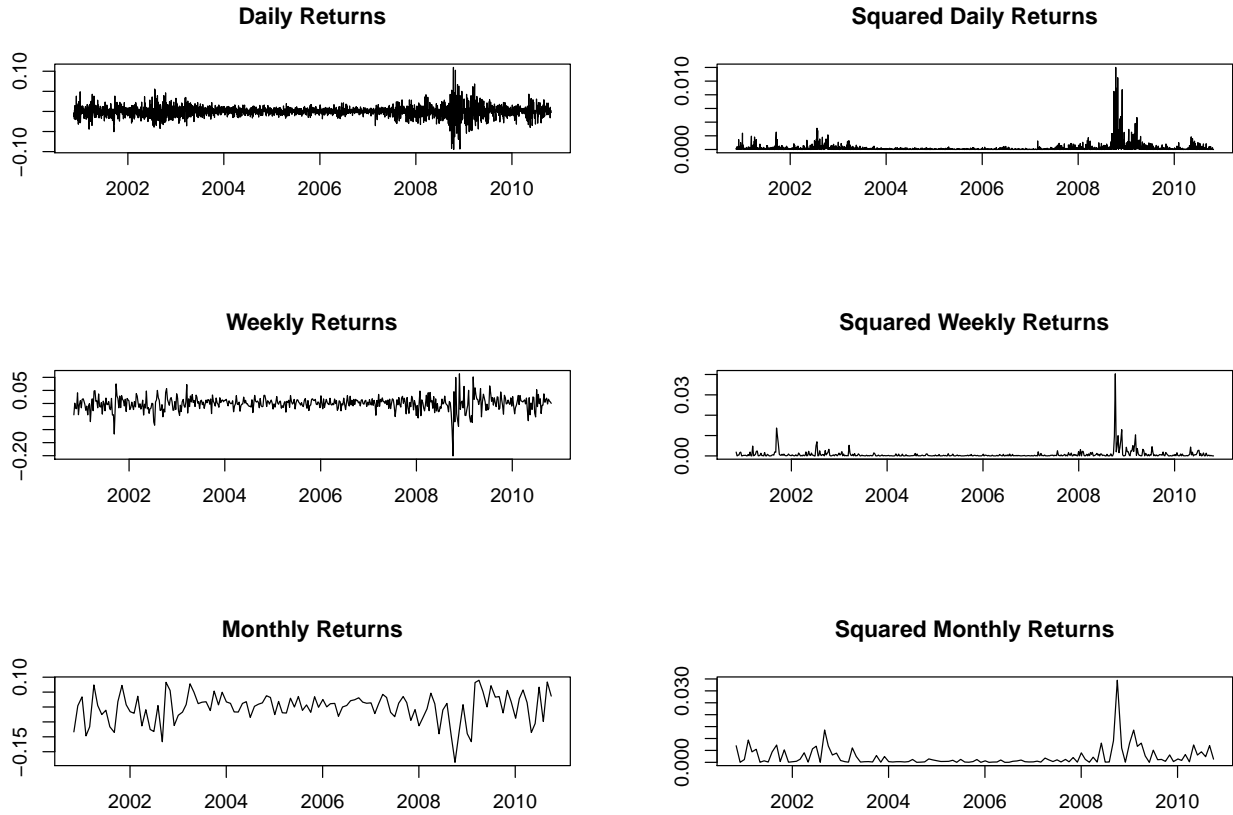 Daily Returns
0.10
−0.10
2002 2004 2006 2008 2010
Squared Daily Returns
0.010
0.000
2002 2004 2006 2008 2010
Weekly Returns
0.05
−0.20
2002 2004 2006 2008 2010
Squared Weekly Returns
0.03
0.00
2002 2004 2006 2008 2010
Monthly Returns
0.10
−0.15
2002 2004 2006 2008 2010
Squared Monthly Returns
0.030
0.000
2002 2004 2006 2008 2010